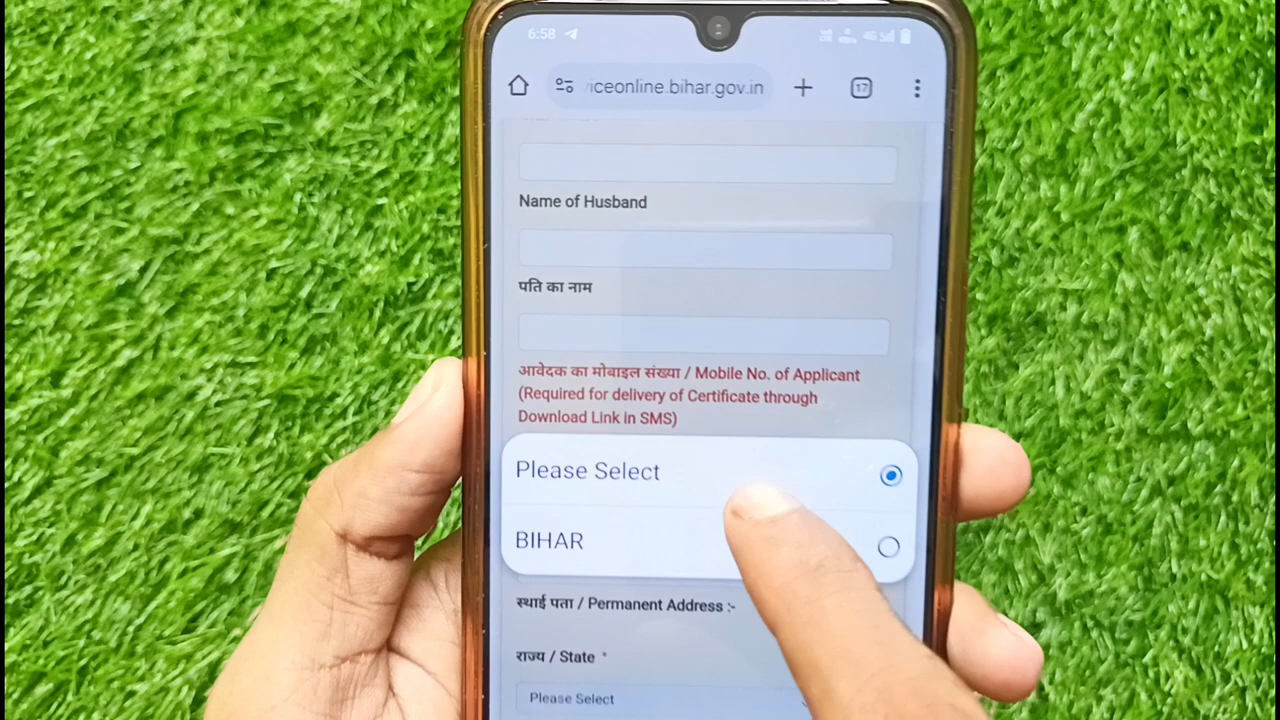 6:58
iceonline.bihar.gov.in
17
Name of Husband
पति का नाम
आवेदक का मोबाइल संख्या / Mobile No. of Applicant
(Required for delivery of Certificate through
Download Link in SMS)
Please Select
BIHAR
स्थाई पता / Permanent Address :-
राज्य / State *
Please Select